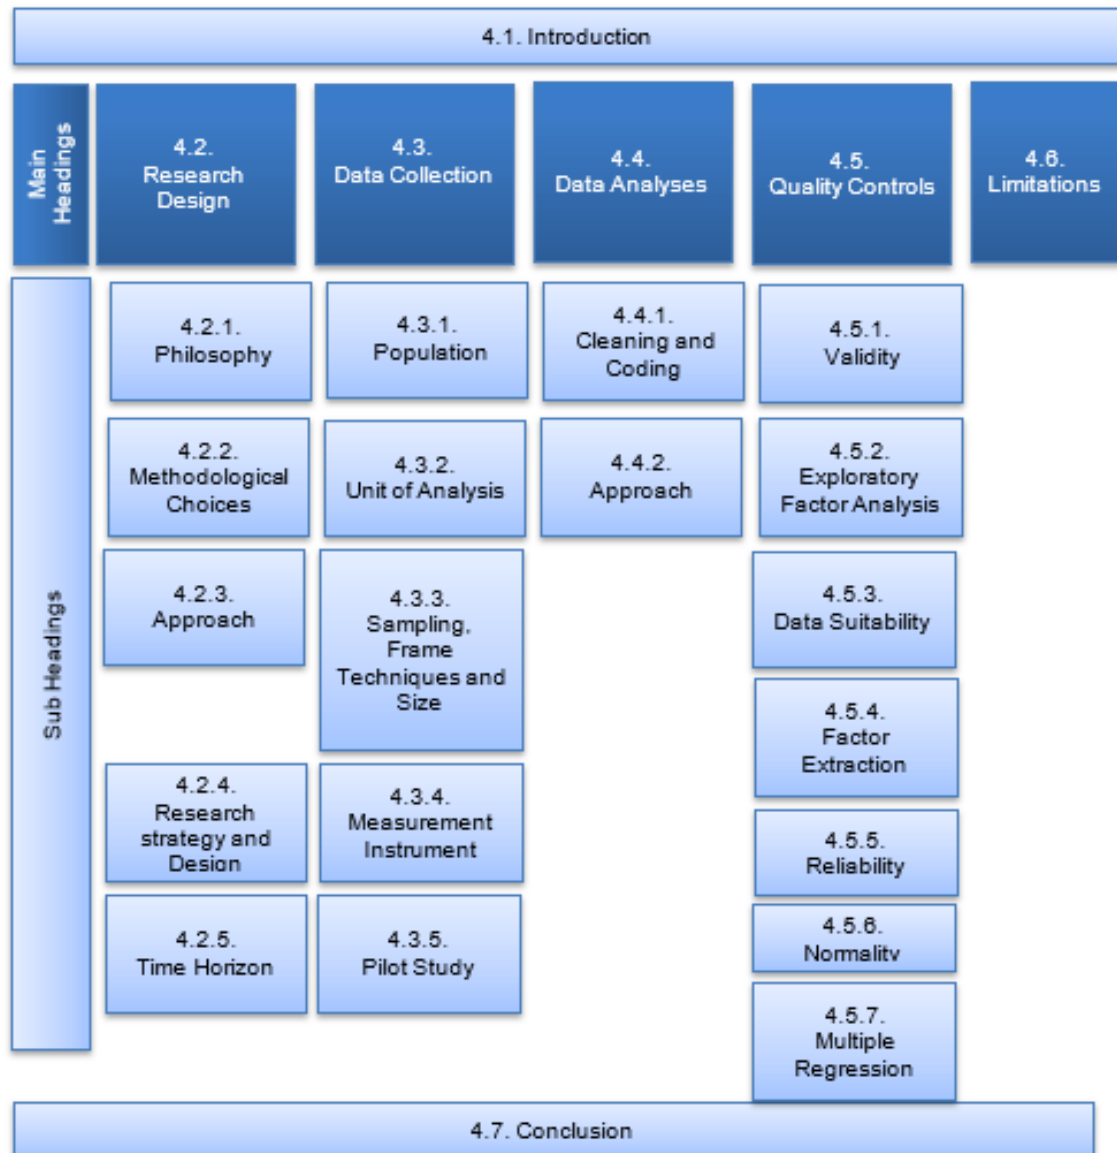 4.1. Introduction
Main
Headings
4.2.
Research
Design
4.3.
Data Collection
4.4.
Data Analyses
4.5.
Quality Controls
4.6.
Limitations
Sub Headings
4.2.1.
Philosophy
4.3.1.
Population
4.4.1.
Cleaning and
Coding
4.5.1.
Validity
4.2.2.
Methodological
Choices
4.3.2.
Unit of Analysis
4.4.2.
Approach
4.5.2.
Exploratory
Factor Analysis
4.2.3.
Approach
4.3.3.
Sampling,
Frame
Techniques and
Size
4.5.3.
Data Suitability
4.5.4.
Factor
Extraction
4.2.4.
Research
strategy and
Design
4.3.4.
Measurement
Instrument
4.5.5.
Reliability
4.2.5.
Time Horizon
4.3.5.
Pilot Study
4.5.6.
Normality
4.5.7.
Multiple
Regression
4.7. Conclusion